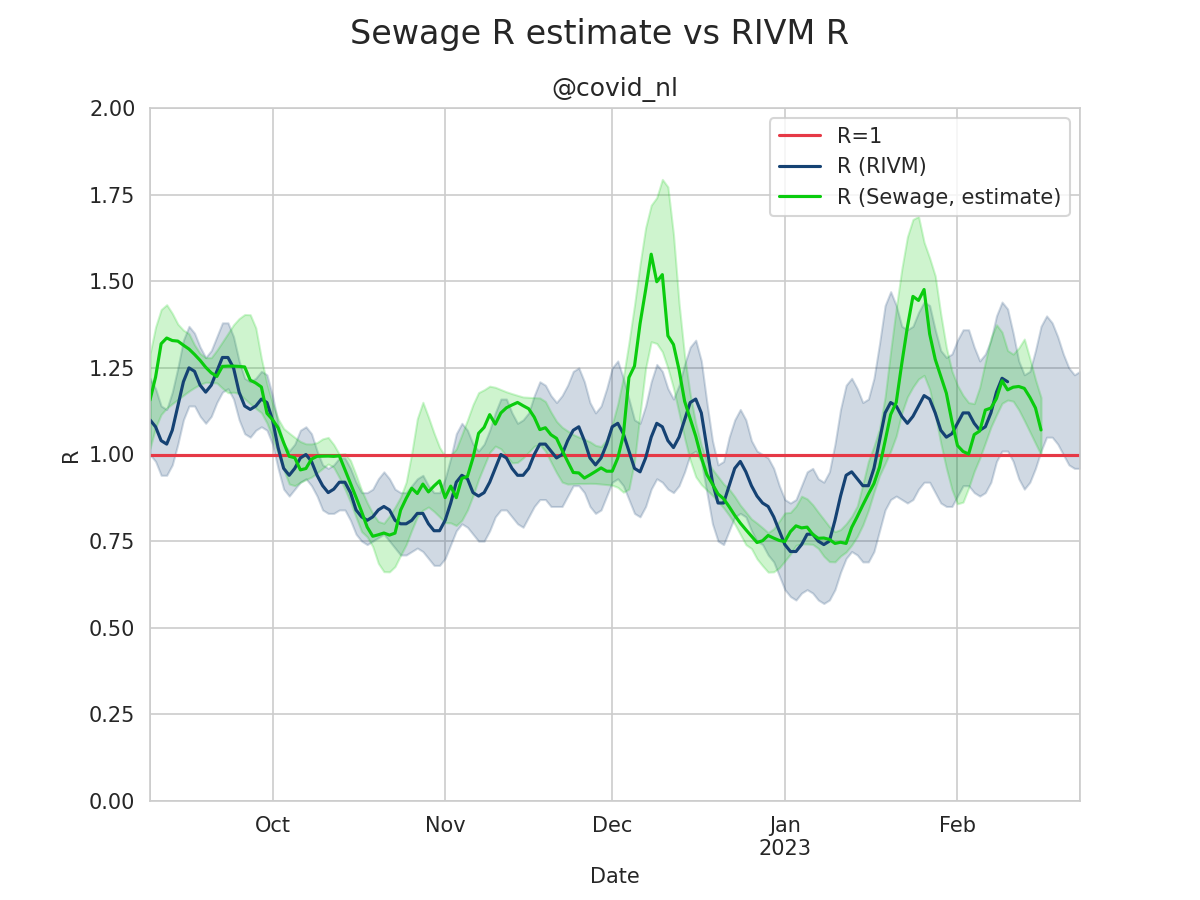 Sewage R estimate vs RIVM R
@covid_nl
2.00
1.75
1.50
1.25
1.00
0.75
0.50
0.25
0.00
R
R=1
R (RIVM)
R (Sewage, estimate)
Oct Nov Dec Jan Feb
2023
Date